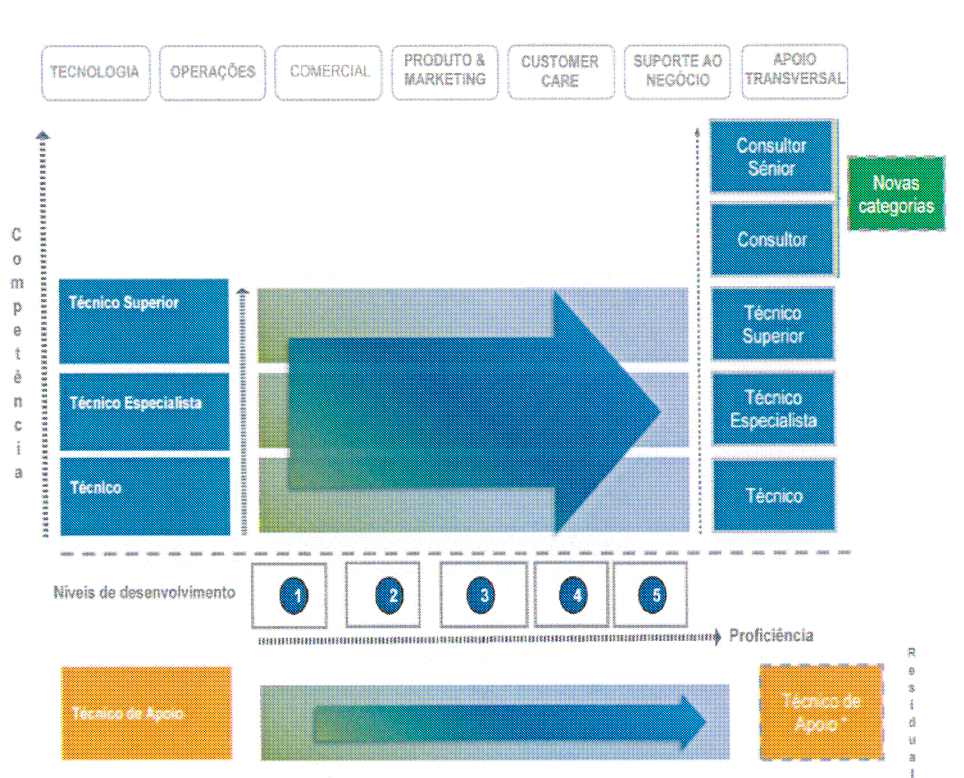 TECNOLOGIA
OPERAÇÕES
COMERCIAL
PRODUTO &
MARKETING
CUSTOMER
CARE
SUPORTE AO
NEGÓCIO
APOIO
TRANSVERSAL
Competência
Consultor
Sénior
Consultor
Novas
categorias
Técnico Superior
Técnico Especialista
Técnico
Técnico
Superior
Técnico
Especialista
Técnico
Níveis de desenvolvimento
1
2
3
4
5
Proficiência
Técnico de Apoio
Técnico de
Apoio *
Residual